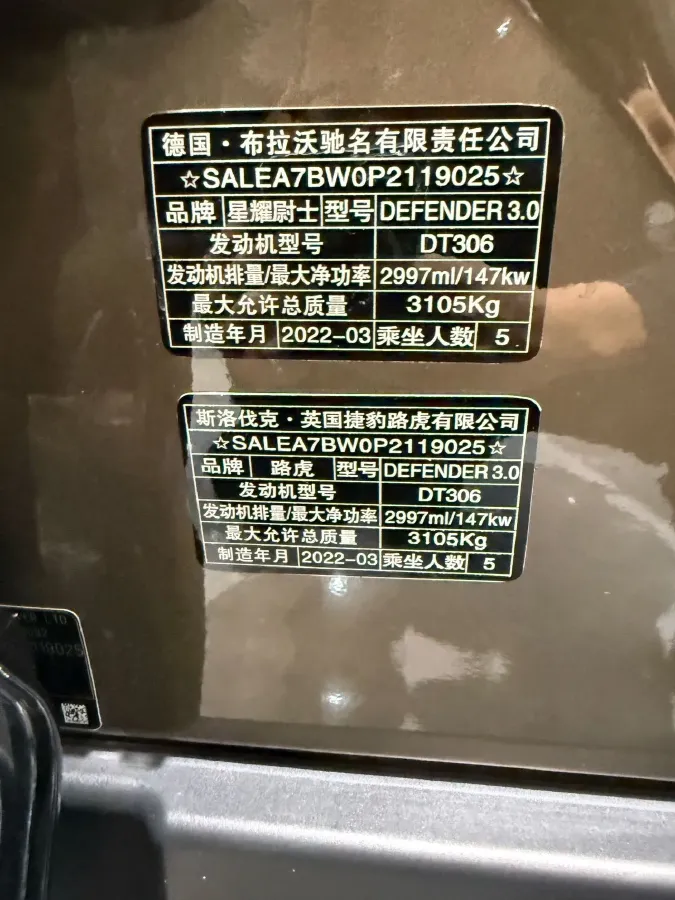 德国·布拉沃驰名有限责任公司
☆SALEA7BW0P2119025☆
品牌 星耀尉士 型号 DEFENDER 3.0
发动机型号 DT306
发动机排量/最大净功率 2997ml/147kw
最大允许总质量 3105Kg
制造年月 2022-03 乘坐人数 5
斯洛伐克·英国捷豹路虎有限公司
☆SALEA7BW0P2119025☆
品牌 路虎 型号 DEFENDER 3.0
发动机型号 DT306
发动机排量/最大净功率 2997ml/147kw
最大允许总质量 3105Kg
制造年月 2022-03 乘坐人数 5
LTD
119025